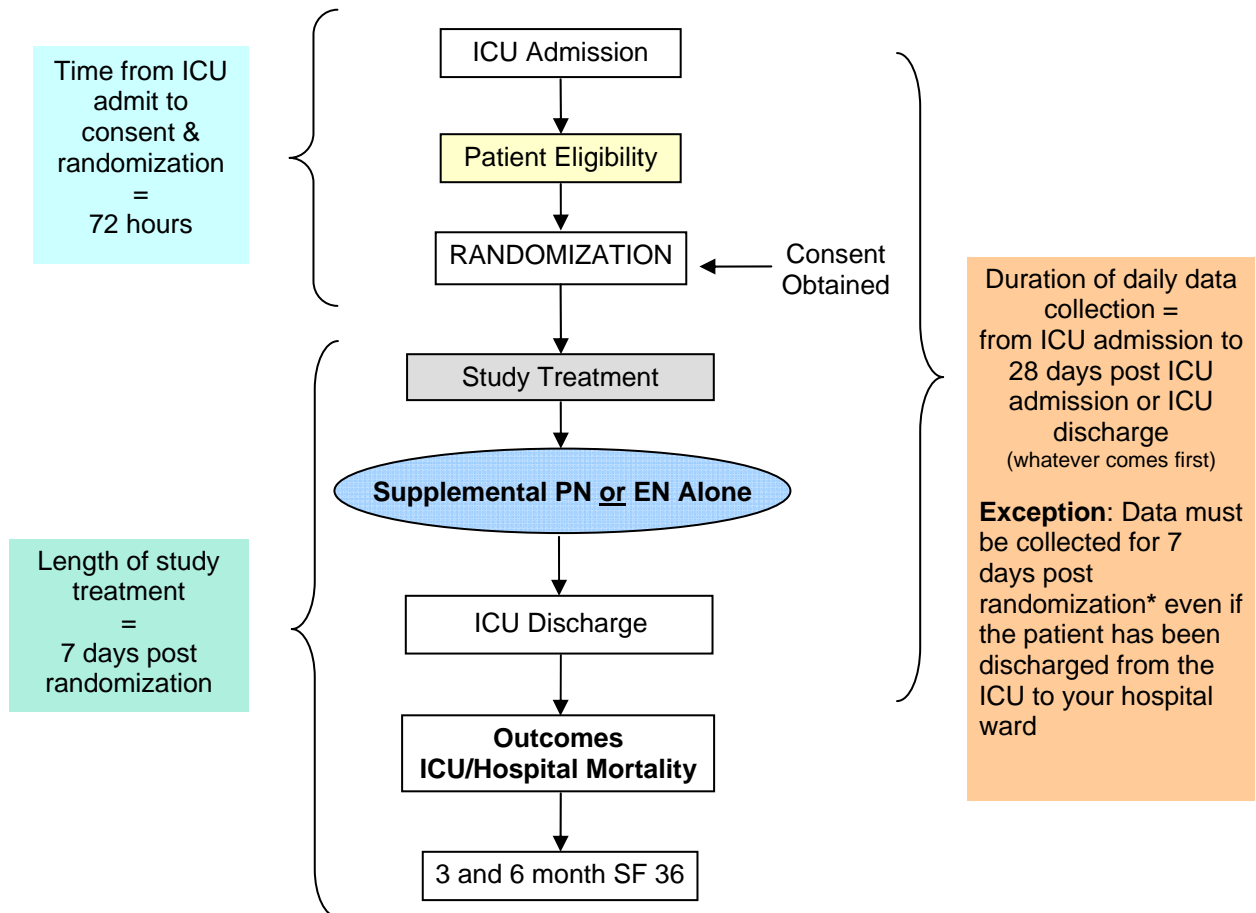 Time from ICU
admit to
consent &
randomization
=
72 hours
ICU Admission
Patient Eligibility
RANDOMIZATION
Consent
Obtained
Study Treatment
Supplemental PN or EN Alone
Length of study
treatment
=
7 days post
randomization
ICU Discharge
Outcomes
ICU/Hospital Mortality
3 and 6 month SF 36
Duration of daily data
collection =
from ICU admission to
28 days post ICU
admission or ICU
discharge
(whatever comes first)
Exception: Data must
be collected for 7
days post
randomization* even if
the patient has been
discharged from the
ICU to your hospital
ward